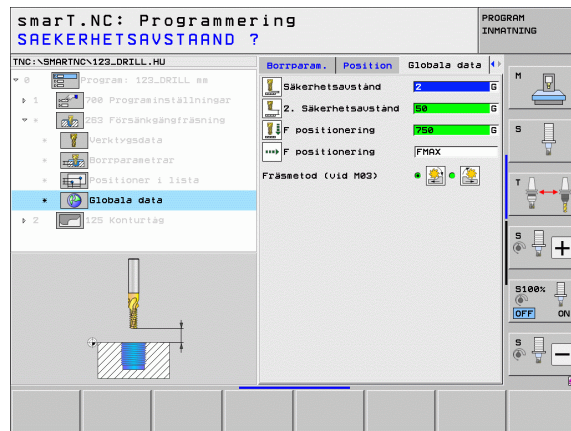 smarT.NC: Programmering
SAEKERHETSAVSTAAND ?
PROGRAM
INMATNING
TNC:\SMARTNC\123_DRILL.HU
0 Program: 123_DRILL mm
1 700 Programinställningar
* 263 Försänkgängfräsning
* Verktygsdata
* Borrparametrar
* Positioner i lista
* Globala data
2 125 Konturtåg
Borrparam. Position Globala data
Säkerhetsavstånd 2 G
2. Säkerhetsavstånd 50 G
F positionering 750 G
F positionering FMAX
Fräsmetod (vid M03)
M
S
T
S
S100%
OFF ON
S